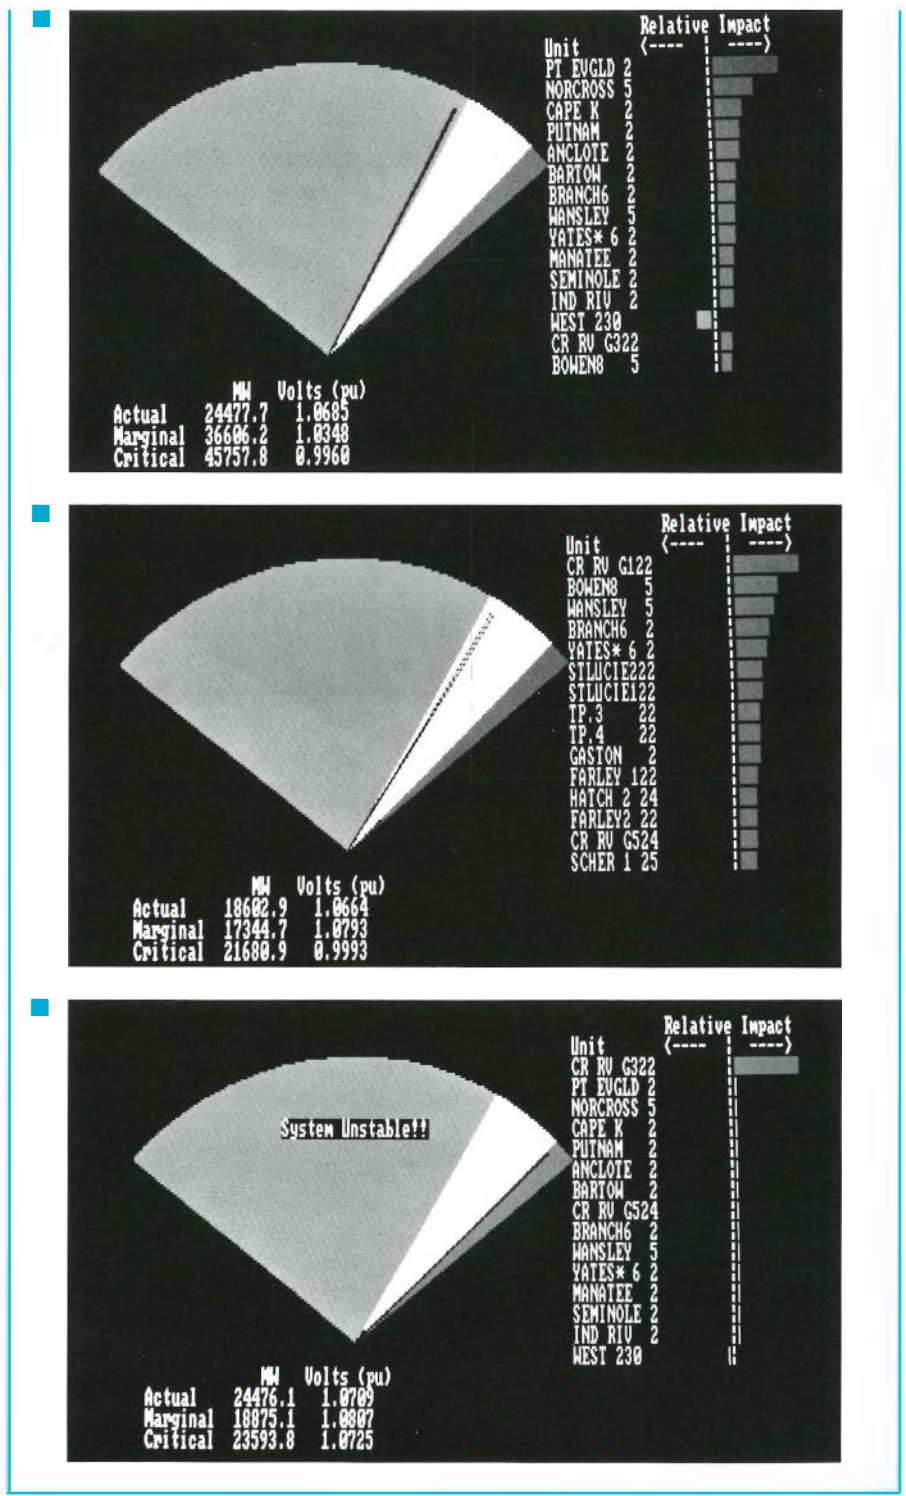 Relative Impact
Unit <---- ---->
PT EVGLD 2
NORCROSS 5
CAPE K 2
PUTNAM 2
ANCLOTE 2
BARTOW 2
BRANCH6 2
WANSLEY 5
YATES* 6 2
MANATEE 2
SEMINOLE 2
IND RIV 2
WEST 230
CR RV G322
BOWEN8 5
MW Volts (pu)
Actual 24477.7 1.0685
Marginal 36606.2 1.0348
Critical 45757.8 0.9960
Relative Impact
Unit <---- ---->
CR RV G122
BOWEN8 5
WANSLEY 5
BRANCH6 2
YATES* 6 2
STLUCIE222
STLUCIE122
TP.3 22
TP.4 22
GASTON 2
FARLEY 122
HATCH 2 24
FARLEY2 22
CR RV G524
SCHER 1 25
MW Volts (pu)
Actual 18602.9 1.0664
Marginal 17344.7 1.0793
Critical 21680.9 0.9993
Relative Impact
Unit <---- ---->
CR RV G322
PT EVGLD 2
NORCROSS 5
CAPE K 2
PUTNAM 2
ANCLOTE 2
BARTOW 2
CR RV G524
BRANCH6 2
WANSLEY 5
YATES* 6 2
MANATEE 2
SEMINOLE 2
IND RIV 2
WEST 230
System Unstable!!
MW Volts (pu)
Actual 24476.1 1.0709
Marginal 18875.1 1.0807
Critical 23593.8 1.0725